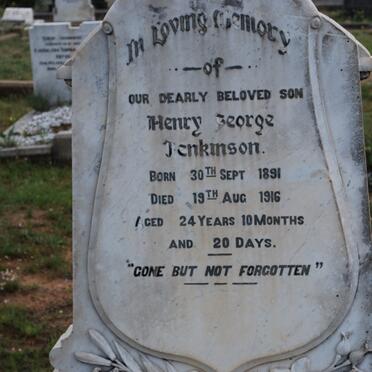 In Loving Memory
of
OUR DEARLY BELOVED SON
Henry George
Jenkinson.
BORN 30TH SEPT 1891
DIED 19TH AUG 1916
AGED 24 YEARS 10 MONTHS
AND 20 DAYS.
"GONE BUT NOT FORGOTTEN"